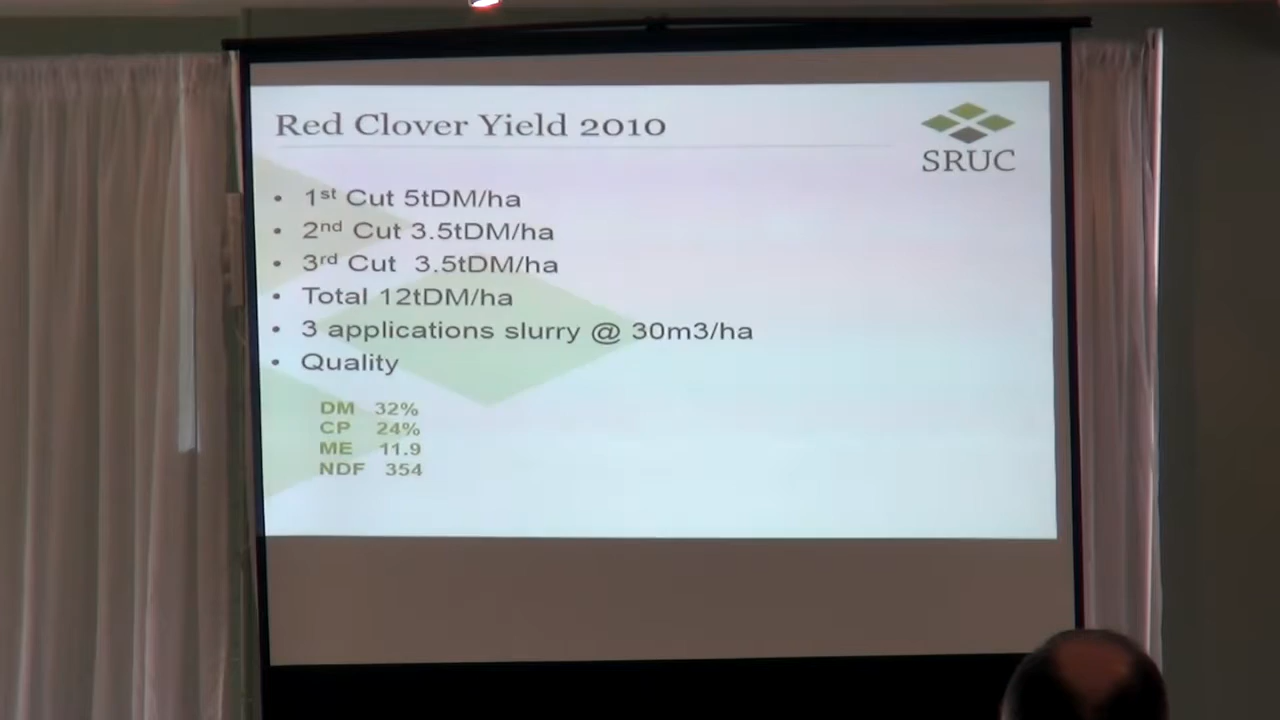 Red Clover Yield 2010
SRUC
• 1st Cut 5tDM/ha
• 2nd Cut 3.5tDM/ha
• 3rd Cut 3.5tDM/ha
• Total 12tDM/ha
• 3 applications slurry @ 30m3/ha
• Quality
DM 32%
CP 24%
ME 11.9
NDF 354